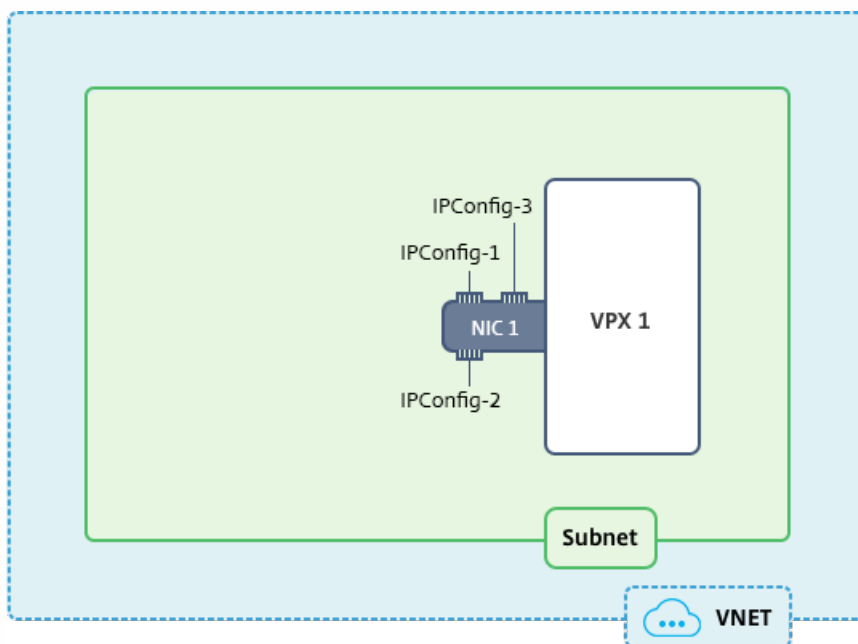 IPConfig-3
IPConfig-1
NIC 1
VPX 1
IPConfig-2
Subnet
VNET